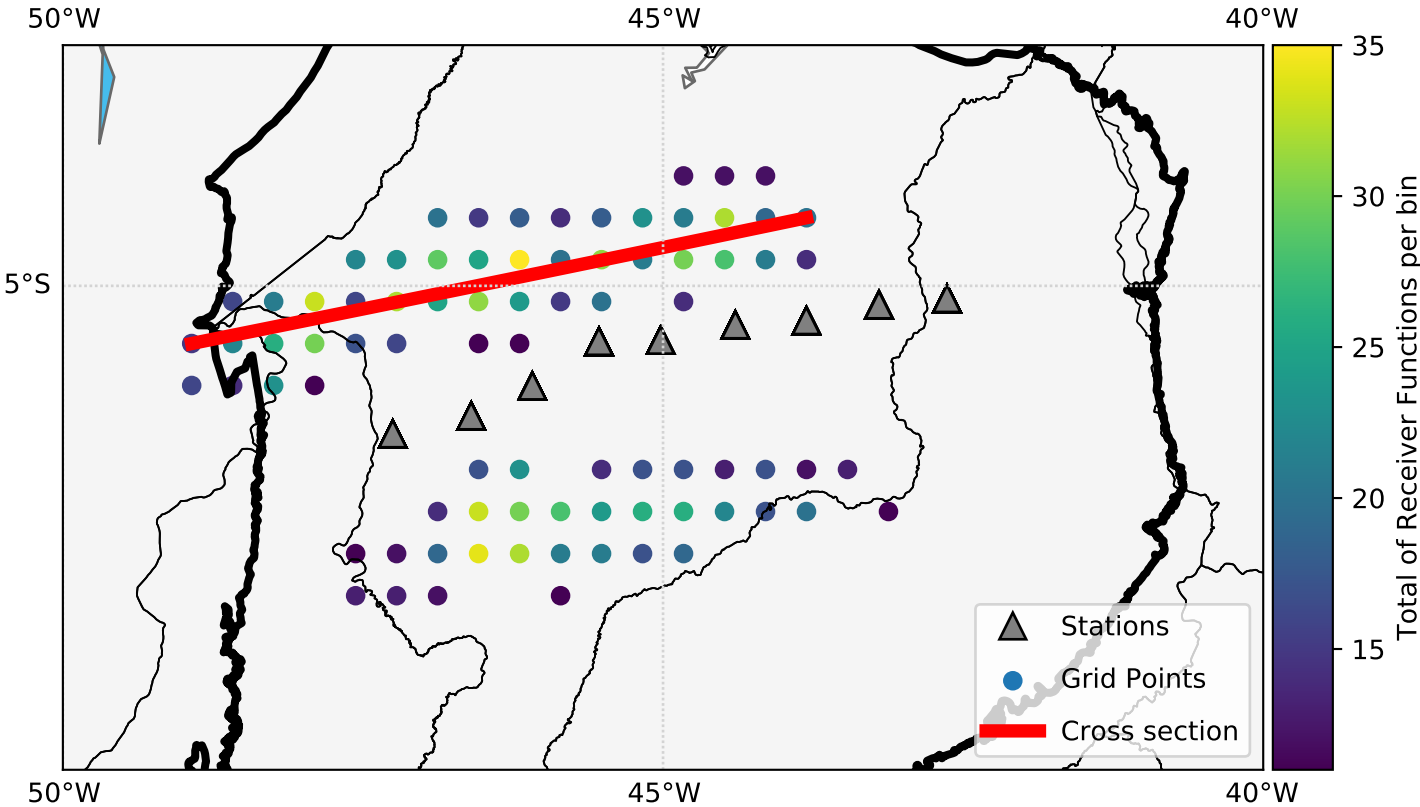 50°W 45°W 40°W
35
30
5°S
25
20
15
Total of Receiver Functions per bin
Stations
Grid Points
Cross section
50°W 45°W 40°W